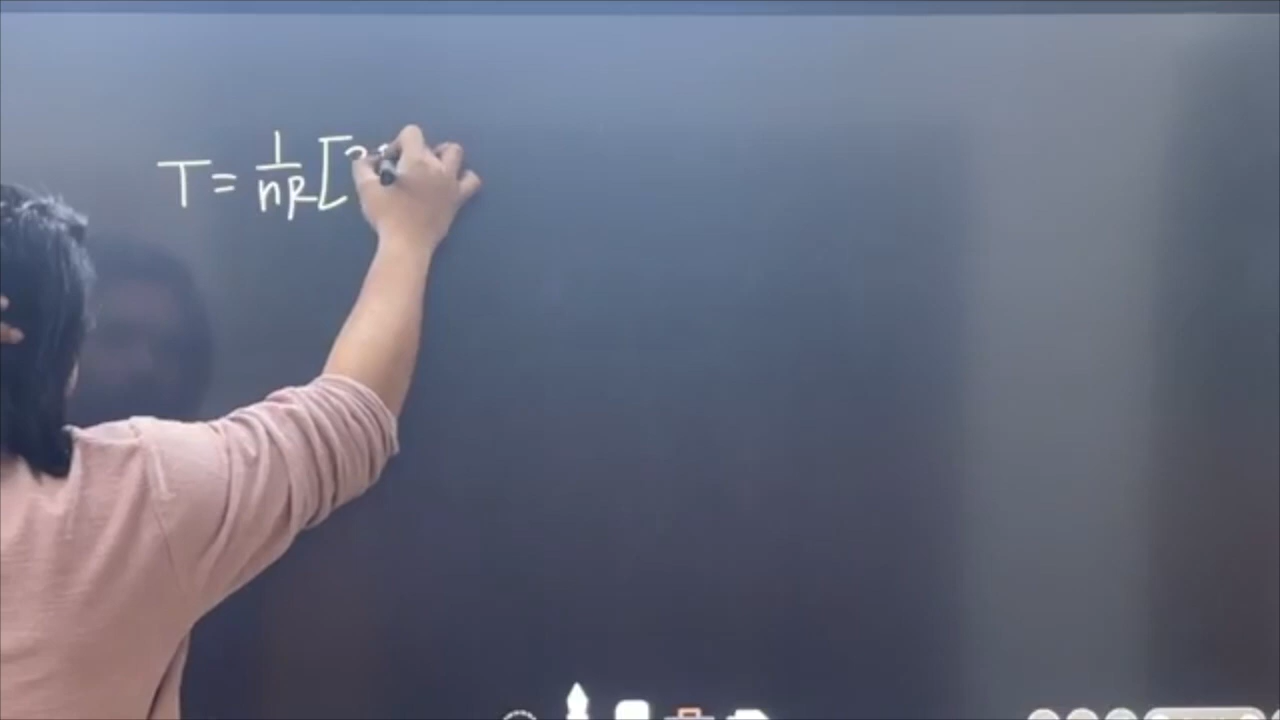 T = 1/nR [